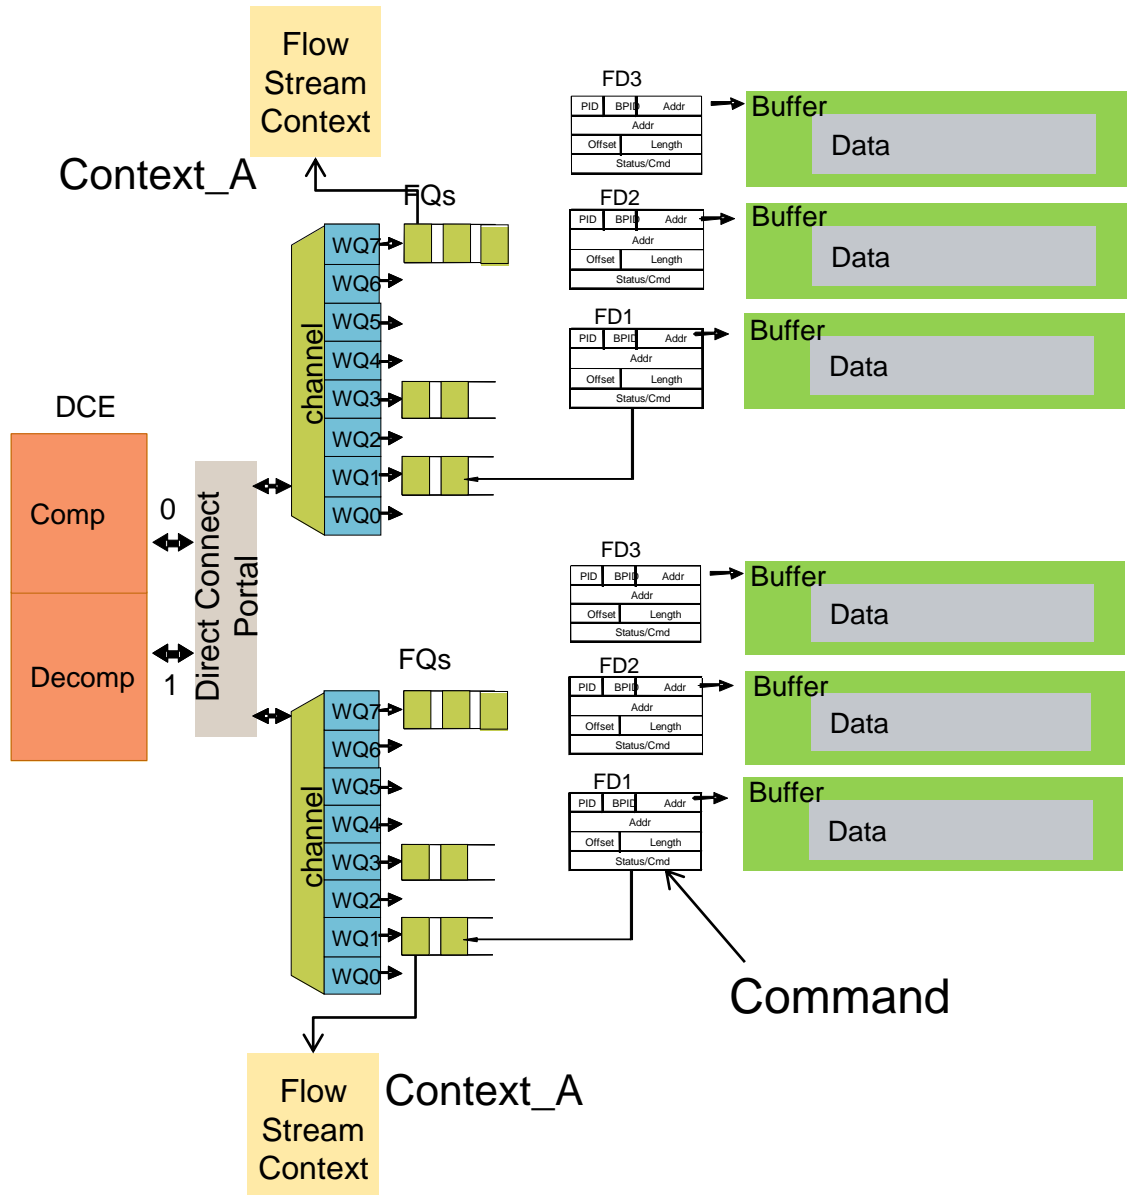 Flow
Stream
Context
Context_A
FQs
channel
WQ7
WQ6
WQ5
WQ4
WQ3
WQ2
WQ1
WQ0
FD3
PID BPID Addr
Addr
Offset Length
Status/Cmd
Buffer
Data
FD2
PID BPID Addr
Addr
Offset Length
Status/Cmd
Buffer
Data
FD1
PID BPID Addr
Addr
Offset Length
Status/Cmd
Buffer
Data
DCE
Comp
Decomp
0
1
Direct Connect
Portal
FQs
channel
WQ7
WQ6
WQ5
WQ4
WQ3
WQ2
WQ1
WQ0
FD3
PID BPID Addr
Addr
Offset Length
Status/Cmd
Buffer
Data
FD2
PID BPID Addr
Addr
Offset Length
Status/Cmd
Buffer
Data
FD1
PID BPID Addr
Addr
Offset Length
Status/Cmd
Buffer
Data
Command
Flow
Stream
Context
Context_A